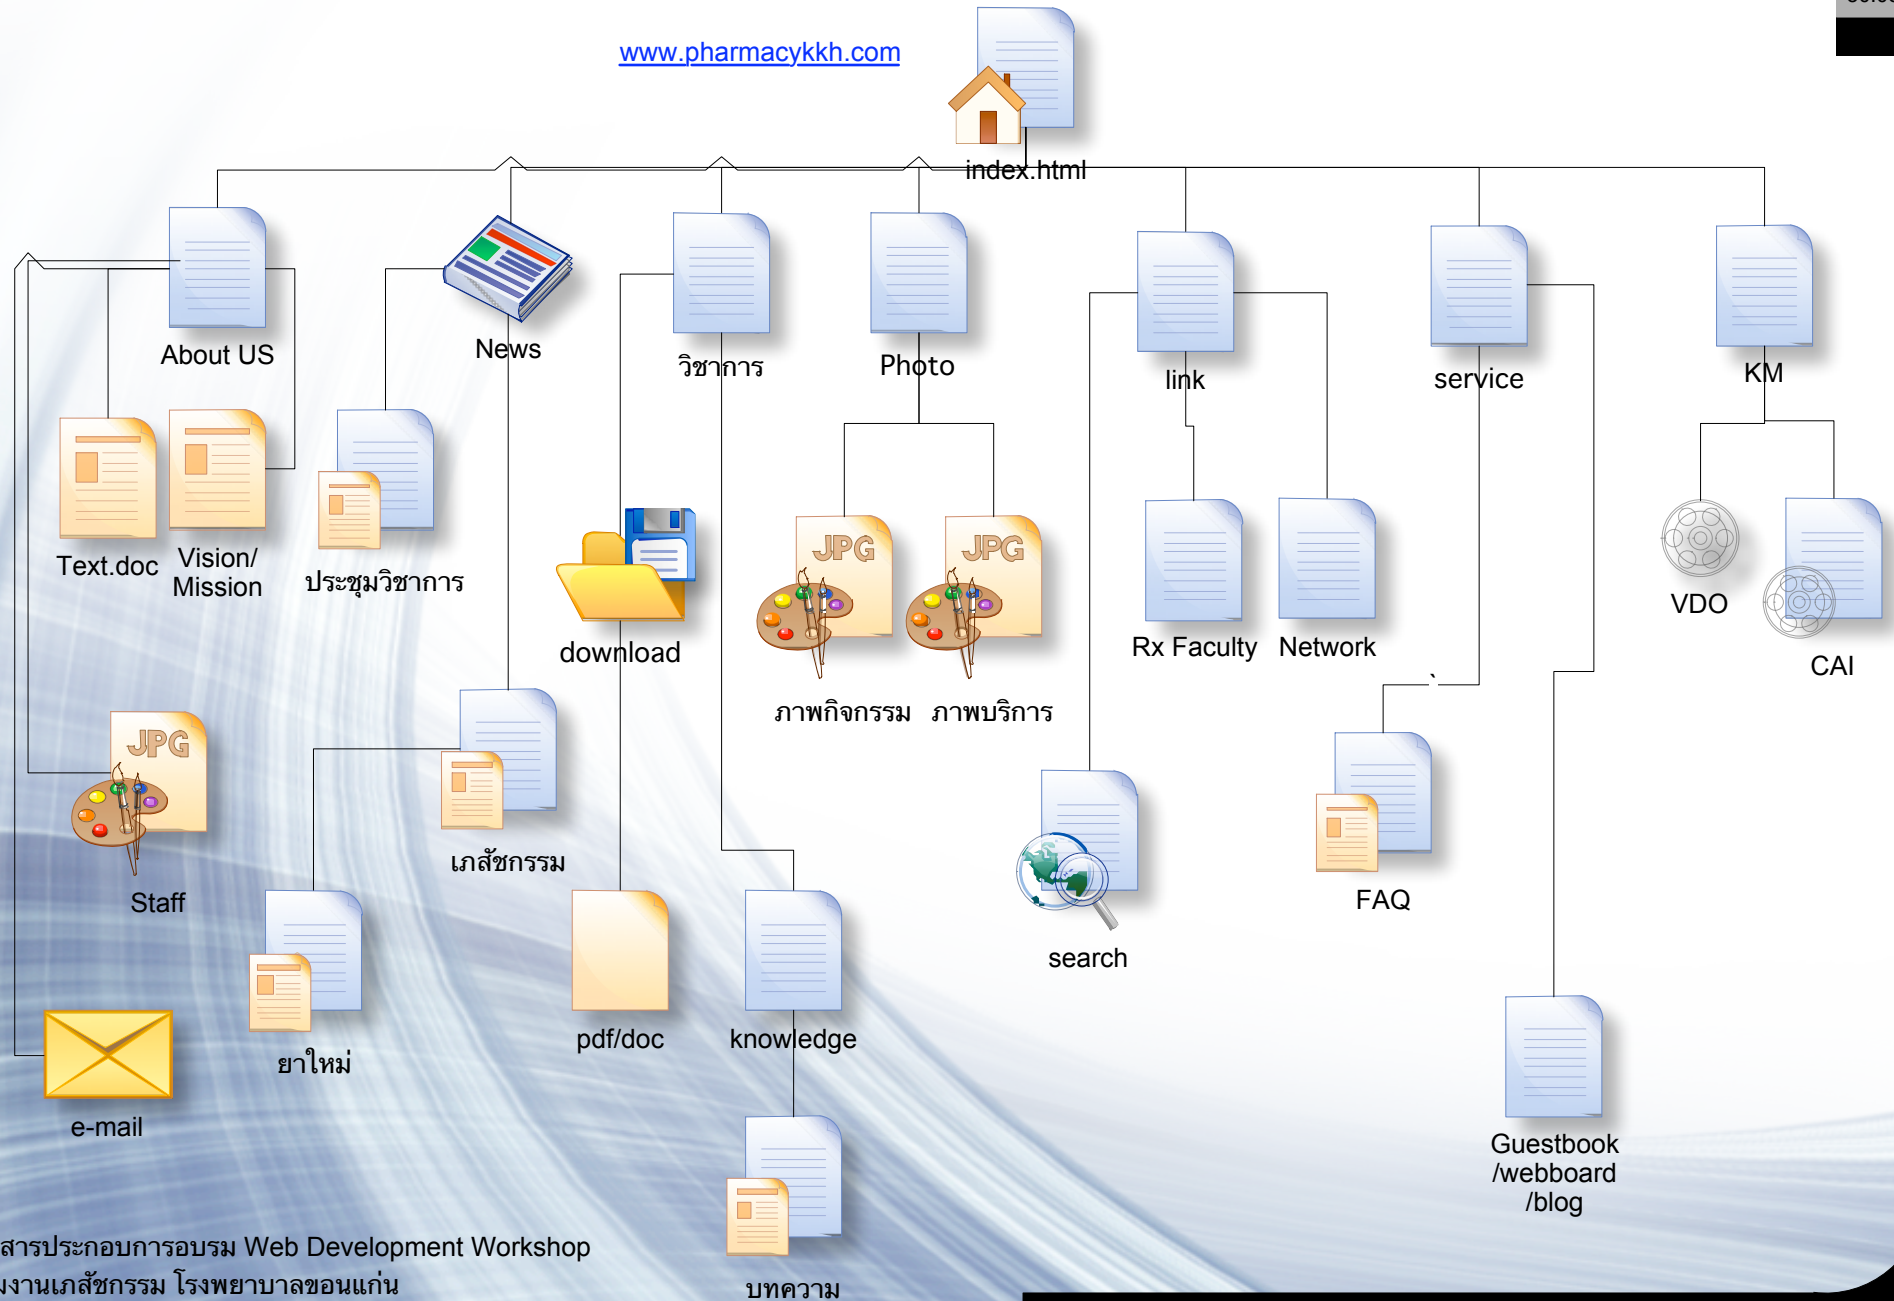 www.pharmacykkh.com
index.html
About US
News
วิชาการ
Photo
link
service
KM
Text.doc
Vision/
Mission
ประชุมวิชาการ
download
JPG
JPG
ภาพกิจกรรม
ภาพบริการ
Rx Faculty
Network
VDO
CAI
JPG
Staff
เภสัชกรรม
search
FAQ
ยาใหม่
pdf/doc
knowledge
e-mail
Guestbook
/webboard
/blog
บทความ
สารประกอบการอบรม Web Development Workshop
งานเภสัชกรรม โรงพยาบาลขอนแก่น